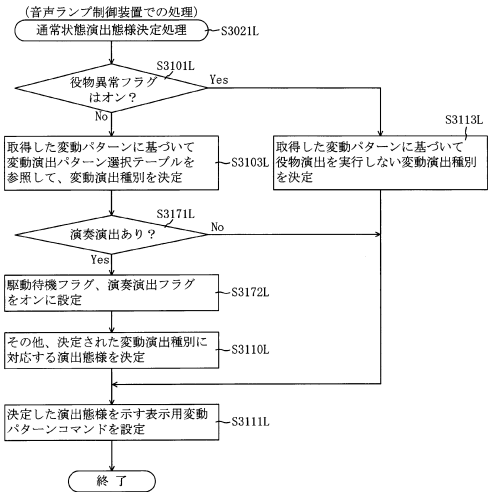 (音声ランプ制御装置での処理)
通常状態演出態様決定処理
S3021L
S3101L
役物異常フラグ
はオン?
Yes
No
S3113L
取得した変動パターンに基づいて
変動演出パターン選択テーブルを
参照して、変動演出種別を決定
S3103L
取得した変動パターンに基づいて
役物演出を実行しない変動演出種別
を決定
S3171L
演奏演出あり?
No
Yes
駆動待機フラグ、演奏演出フラグ
をオンに設定
S3172L
その他、決定された変動演出種別に
対応する演出態様を決定
S3110L
決定した演出態様を示す表示用変動
パターンコマンドを設定
S3111L
終了